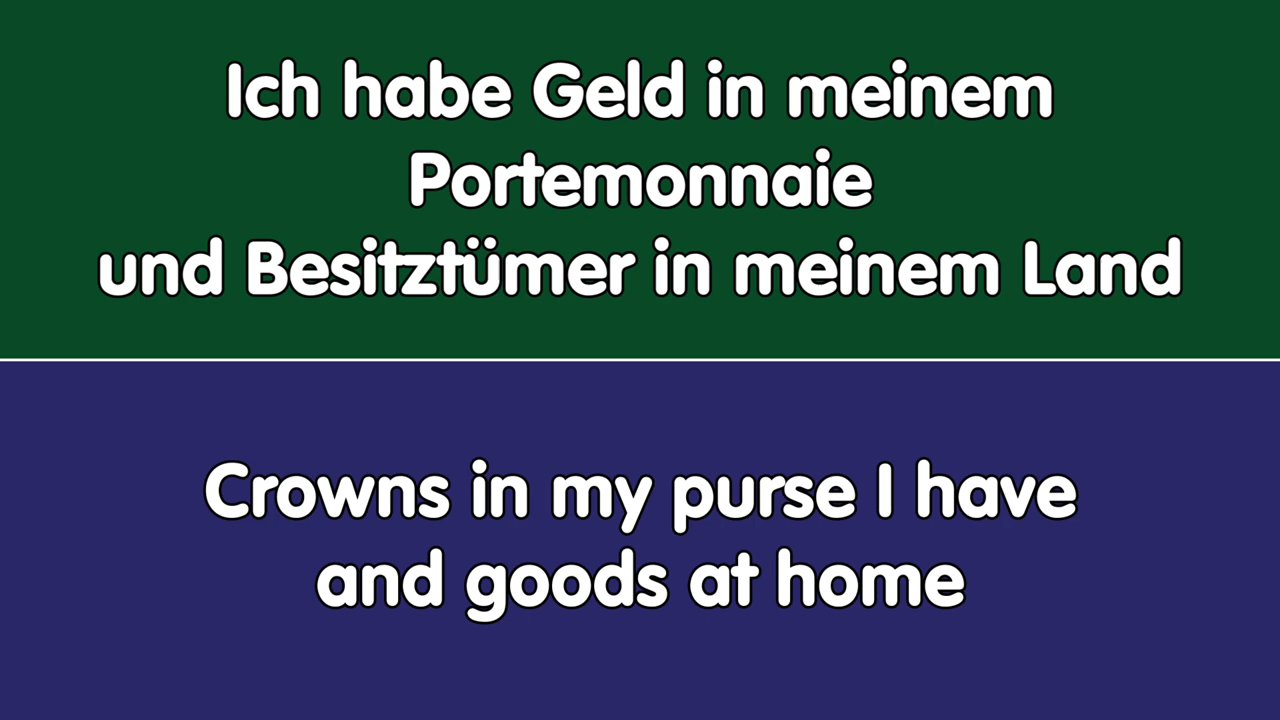 Ich habe Geld in meinem
Portemonnaie
und Besitztümer in meinem Land
Crowns in my purse I have
and goods at home